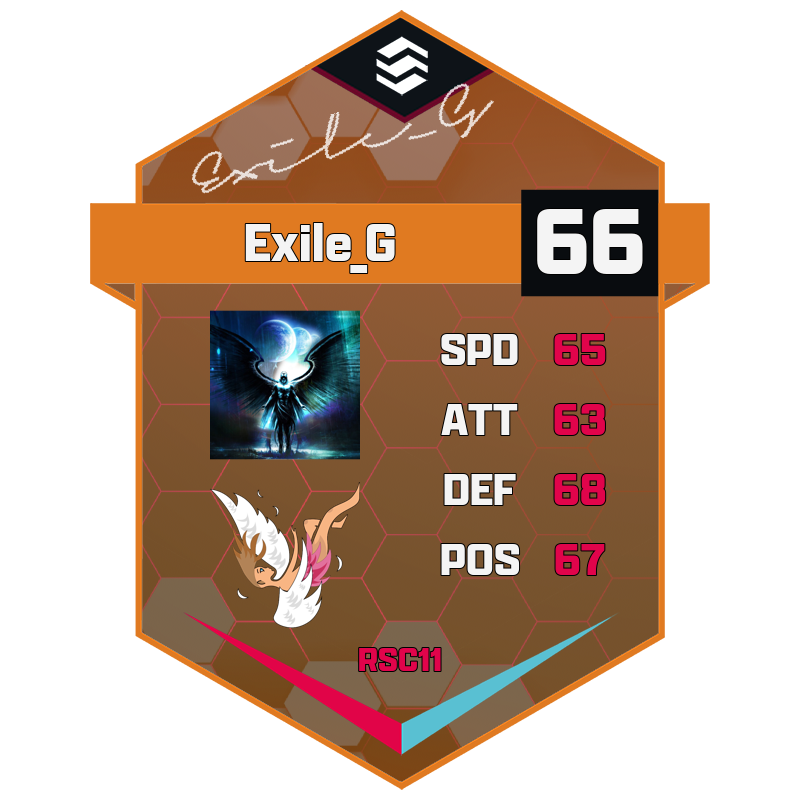 Exile_G
Exile_G 66
SPD 65
ATT 63
DEF 68
POS 67
RSC11